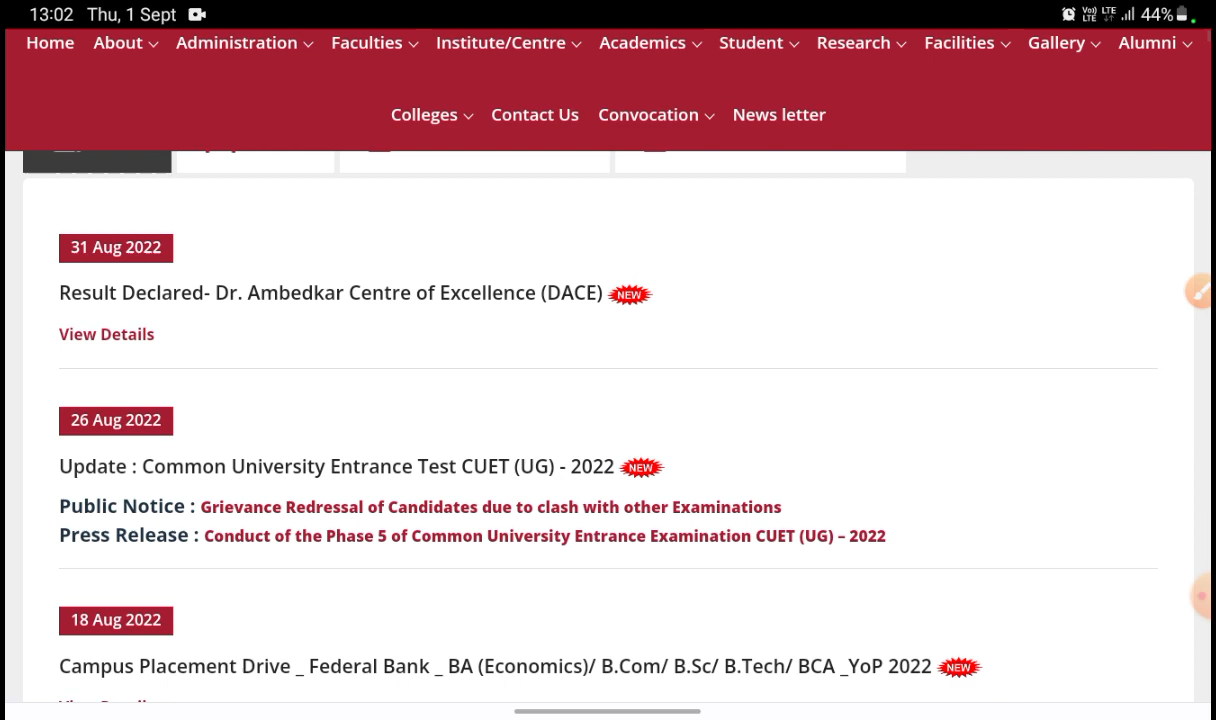 13:02 Thu, 1 Sept
Vo) LTE LTE 44%
Home About Administration Faculties Institute/Centre Academics Student Research Facilities Gallery Alumni
Colleges Contact Us Convocation News letter
31 Aug 2022
Result Declared- Dr. Ambedkar Centre of Excellence (DACE) NEW
View Details
26 Aug 2022
Update : Common University Entrance Test CUET (UG) - 2022 NEW
Public Notice : Grievance Redressal of Candidates due to clash with other Examinations
Press Release : Conduct of the Phase 5 of Common University Entrance Examination CUET (UG) – 2022
18 Aug 2022
Campus Placement Drive _ Federal Bank _ BA (Economics)/ B.Com/ B.Sc/ B.Tech/ BCA _YoP 2022 NEW